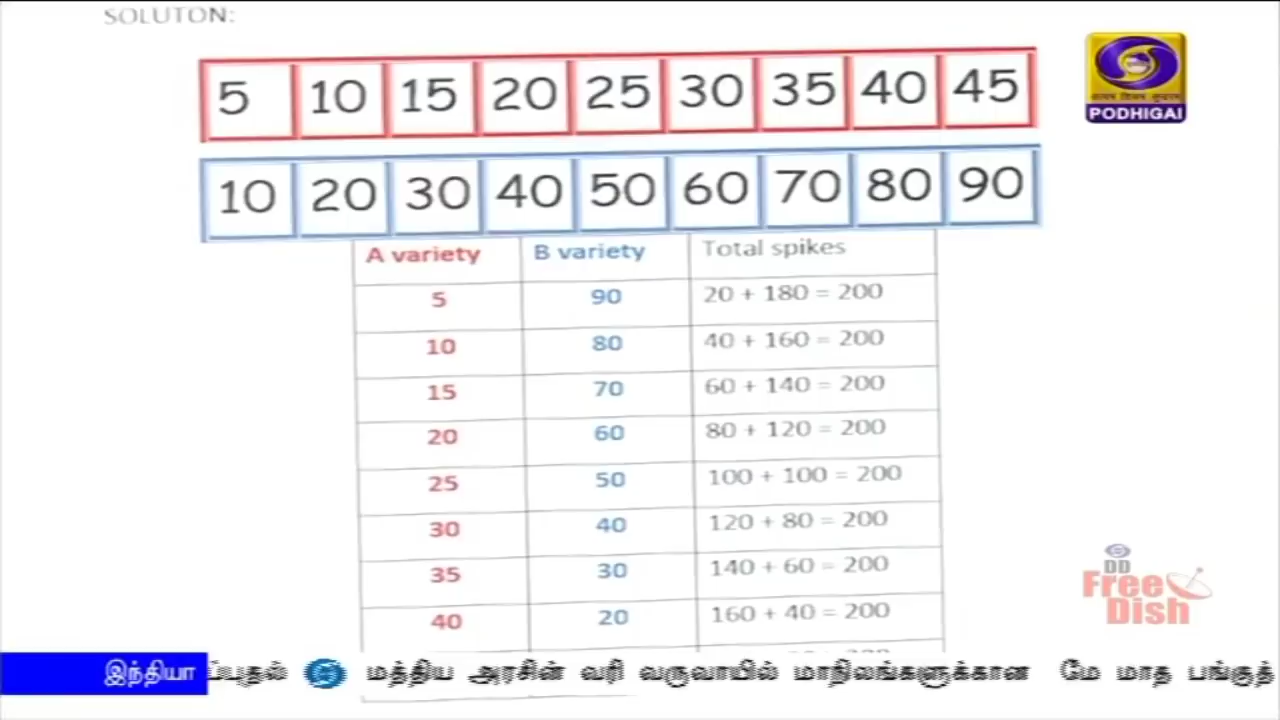 SOLUTON:
5 10 15 20 25 30 35 40 45
10 20 30 40 50 60 70 80 90
A variety B variety Total spikes
5 90 20 + 180 = 200
10 80 40 + 160 = 200
15 70 60 + 140 = 200
20 60 80 + 120 = 200
25 50 100 + 100 = 200
30 40 120 + 80 = 200
35 30 140 + 60 = 200
40 20 160 + 40 = 200
PODHIGAI
DD
Free
Dish
இந்தியா மத்திய அரசின் வரி வருவாயில் மாநிலங்களுக்கான மே மாத